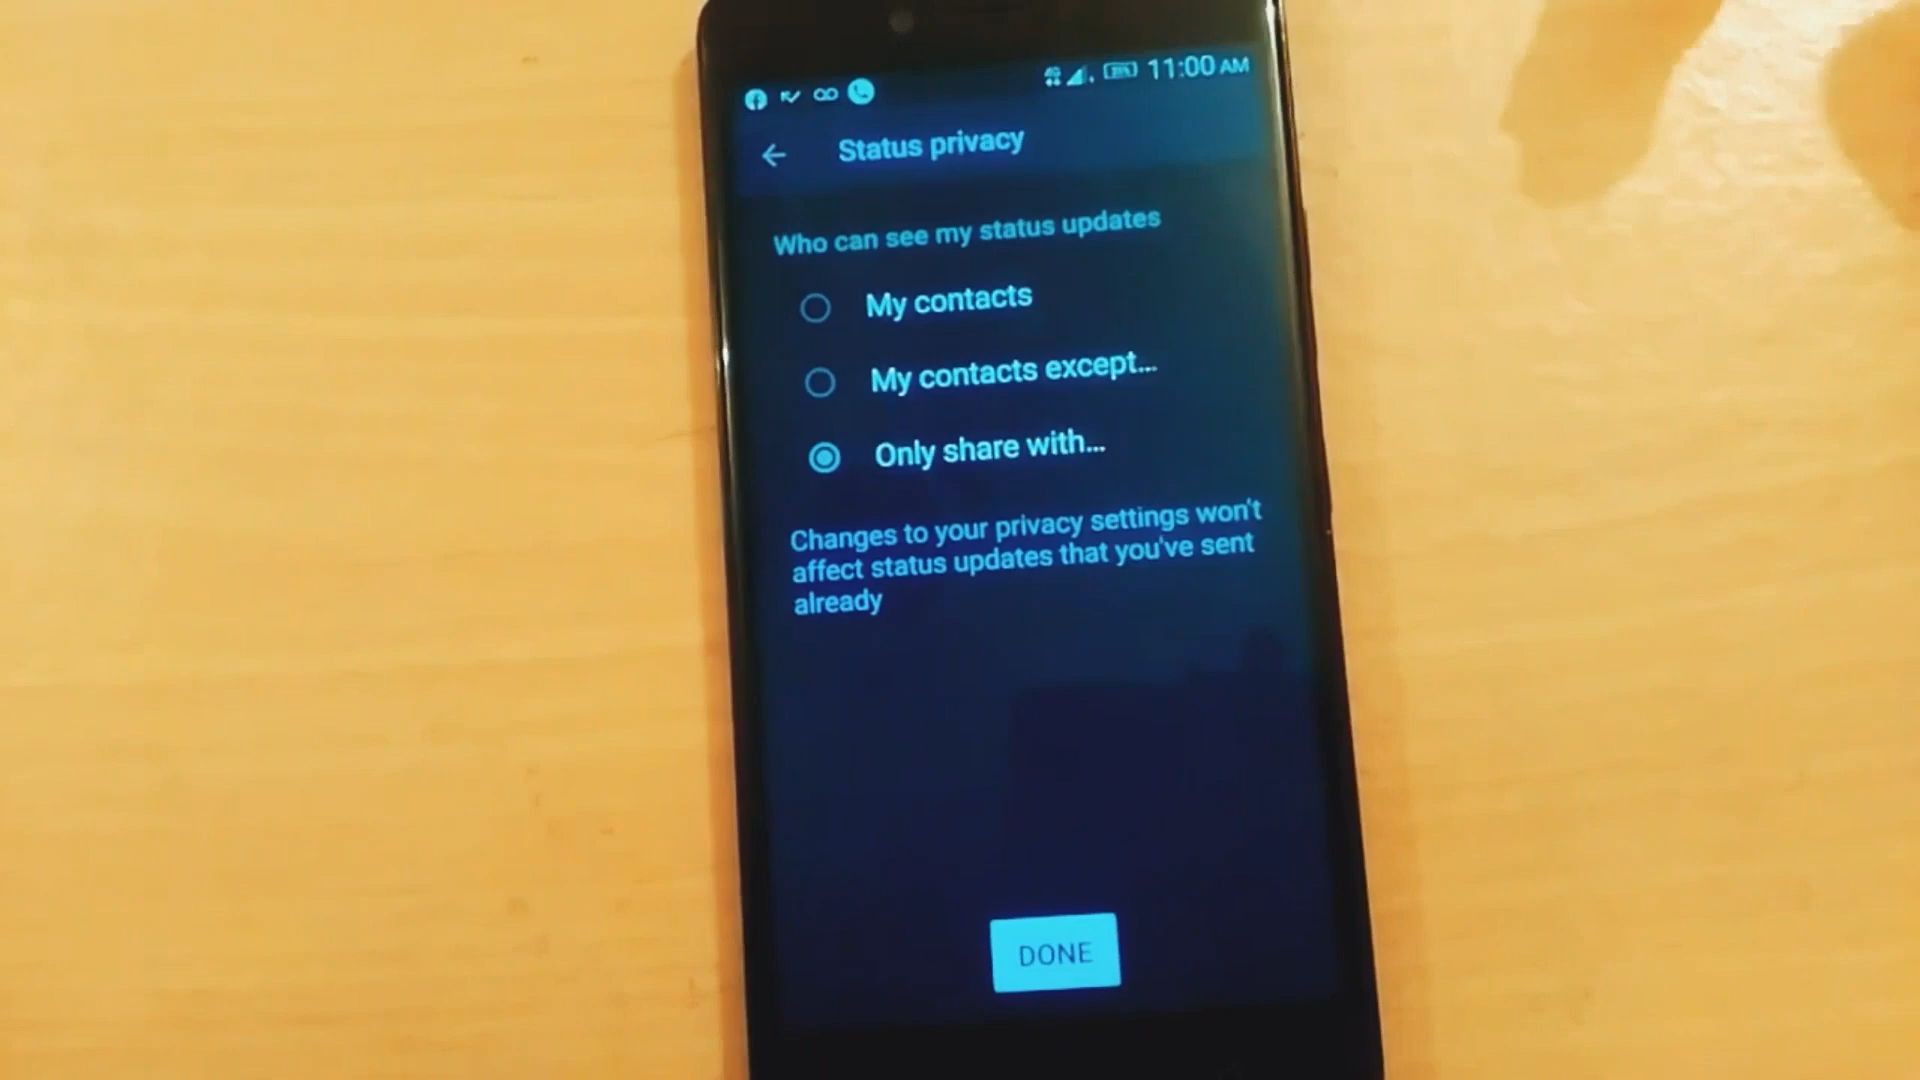 11:00 AM
Status privacy
Who can see my status updates
My contacts
My contacts except...
Only share with...
Changes to your privacy settings won't
affect status updates that you've sent
already
DONE